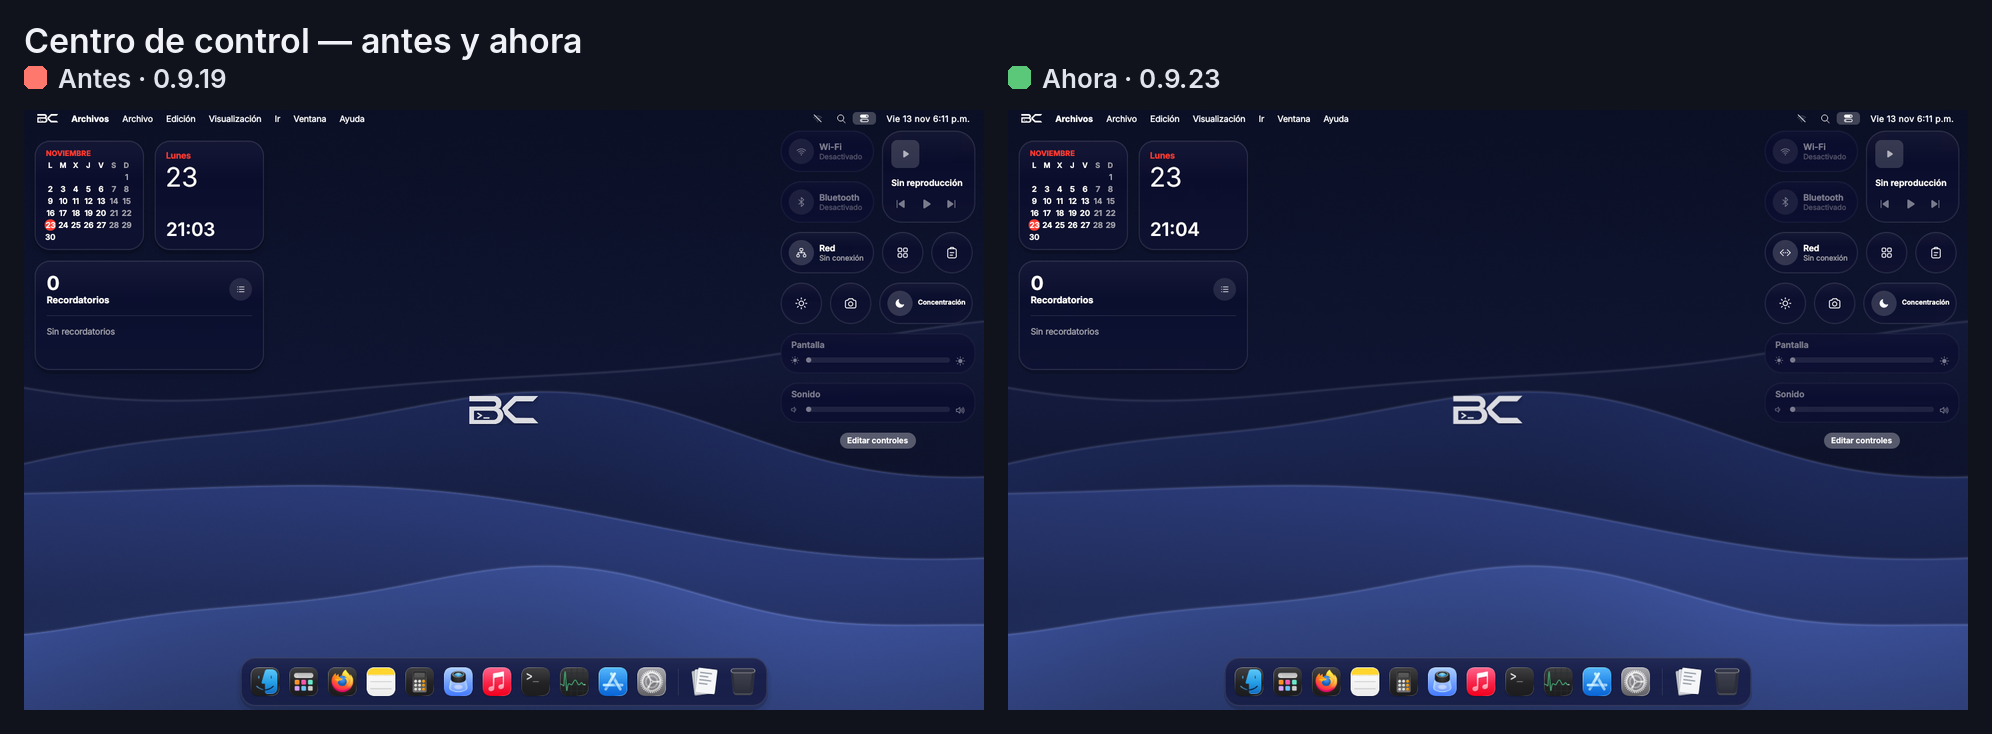 Centro de control — antes y ahora
Antes · 0.9.19
BC Archivos Archivo Edición Visualización Ir Ventana Ayuda
Vie 13 nov 6:11 p.m.
NOVIEMBRE
L M X J V S D
1
2 3 4 5 6 7 8
9 10 11 12 13 14 15
16 17 18 19 20 21 22
23 24 25 26 27 28 29
30
Lunes
23
21:03
0
Recordatorios
Sin recordatorios
Wi-Fi
Desactivado
Bluetooth
Desactivado
Sin reproducción
Red
Sin conexión
Concentración
Pantalla
Sonido
Editar controles
BC
>_
>_
Ahora · 0.9.23
BC Archivos Archivo Edición Visualización Ir Ventana Ayuda
Vie 13 nov 6:11 p.m.
NOVIEMBRE
L M X J V S D
1
2 3 4 5 6 7 8
9 10 11 12 13 14 15
16 17 18 19 20 21 22
23 24 25 26 27 28 29
30
Lunes
23
21:04
0
Recordatorios
Sin recordatorios
Wi-Fi
Desactivado
Bluetooth
Desactivado
Sin reproducción
Red
Sin conexión
Concentración
Pantalla
Sonido
Editar controles
BC
>_
>_